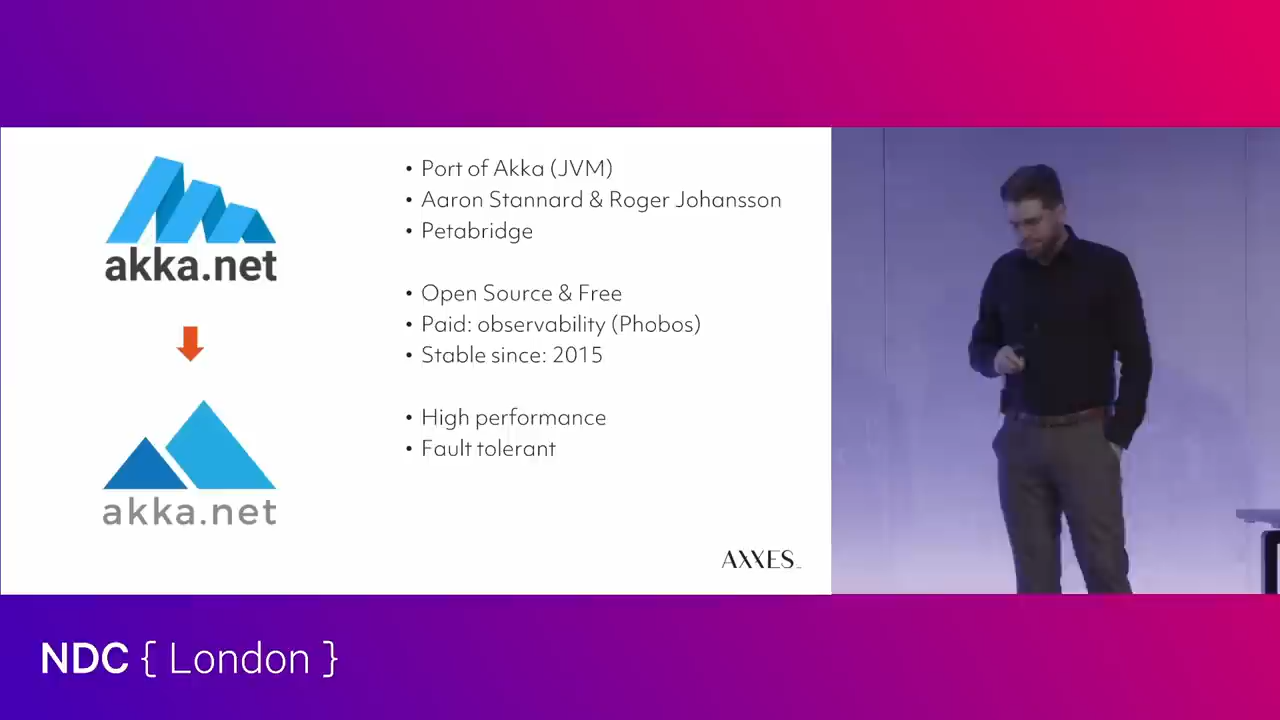 akka.net
akka.net
• Port of Akka (JVM)
• Aaron Stannard & Roger Johansson
• Petabridge
• Open Source & Free
• Paid: observability (Phobos)
• Stable since: 2015
• High performance
• Fault tolerant
AXXES_
NDC { London }